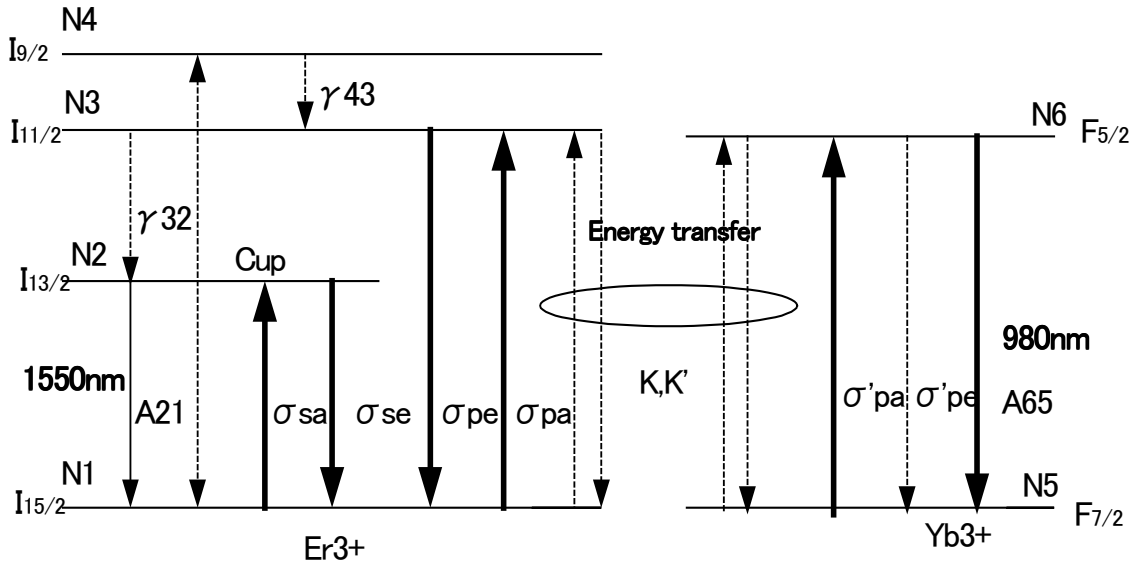 N4
I9/2
γ43
N3
I11/2
N6
F5/2
γ32
Energy transfer
N2
Cup
I13/2
980nm
1550nm
K,K'
A21
σsa
σse
σpe
σpa
σ'pa
σ'pe
A65
N1
N5
I15/2
F7/2
Er3+
Yb3+